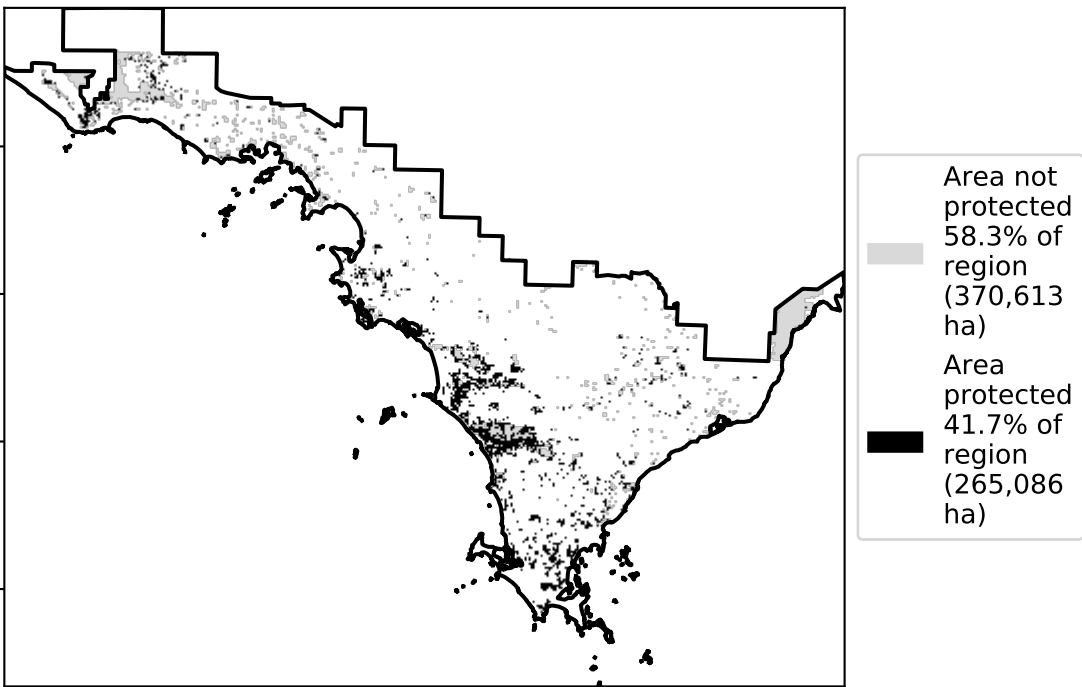 Area not
protected
58.3% of
region
(370,613
ha)
Area
protected
41.7% of
region
(265,086
ha)